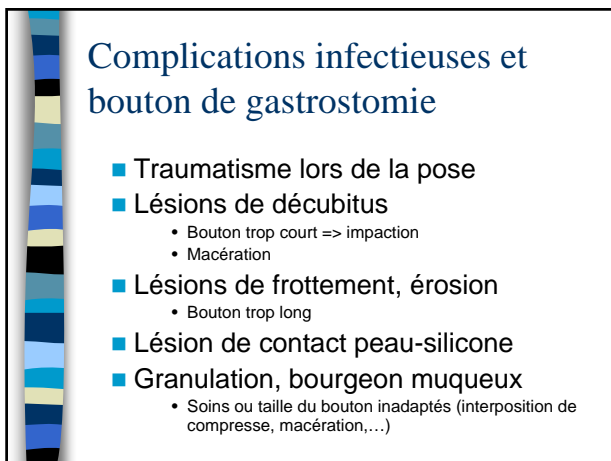 Complications infectieuses et
bouton de gastrostomie
Traumatisme lors de la pose
Lésions de décubitus
• Bouton trop court => impaction
• Macération
Lésions de frottement, érosion
• Bouton trop long
Lésion de contact peau-silicone
Granulation, bourgeon muqueux
• Soins ou taille du bouton inadaptés (interposition de
compresse, macération,…)